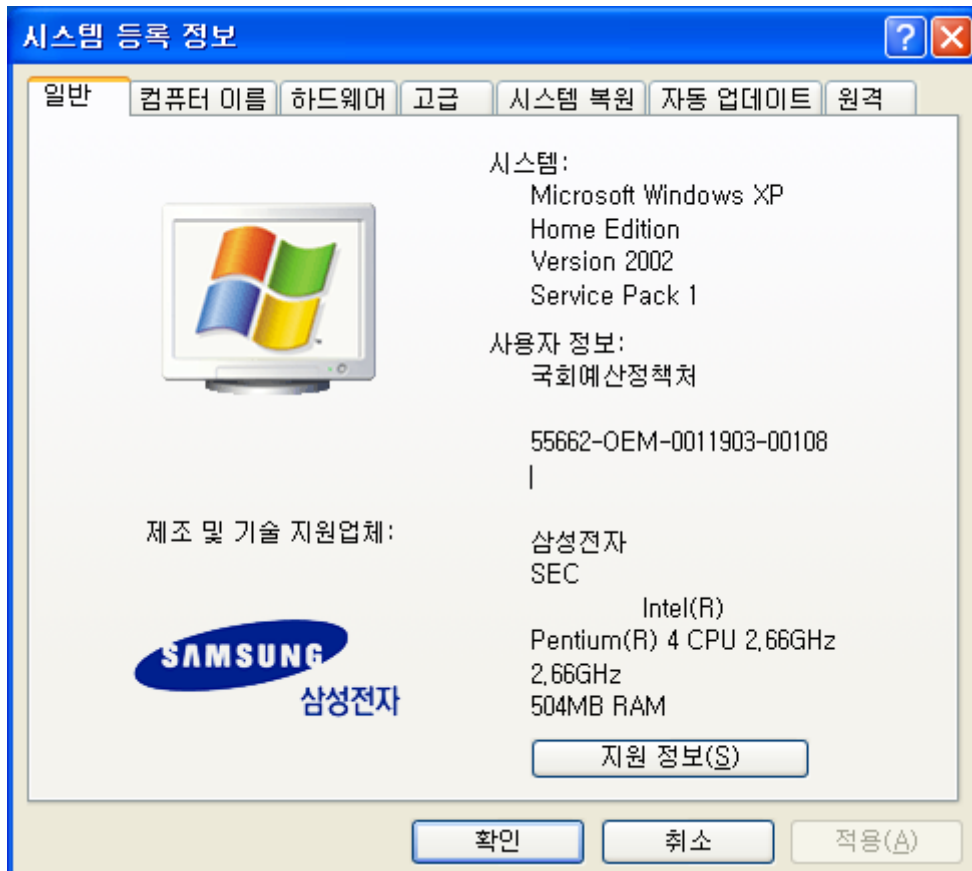 시스템 등록 정보
일반 컴퓨터 이름 하드웨어 고급 시스템 복원 자동 업데이트 원격
시스템:
Microsoft Windows XP
Home Edition
Version 2002
Service Pack 1
사용자 정보:
국회예산정책처
55662-OEM-0011903-00108
제조 및 기술 지원업체:
삼성전자
SEC
Intel(R)
Pentium(R) 4 CPU 2.66GHz
2.66GHz
504MB RAM
SAMSUNG
삼성전자
지원 정보(S)
확인 취소 적용(A)